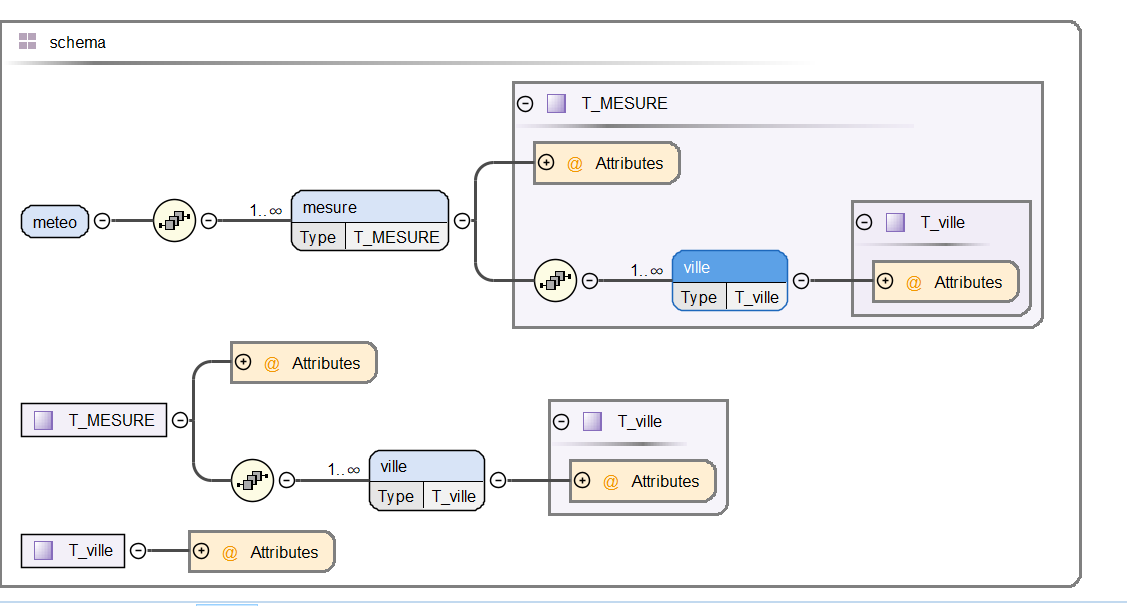 schema
T_MESURE
@ Attributes
meteo
1..∞
mesure
Type T_MESURE
1..∞
ville
Type T_ville
T_ville
@ Attributes
T_MESURE
@ Attributes
1..∞
ville
Type T_ville
T_ville
@ Attributes
T_ville
@ Attributes